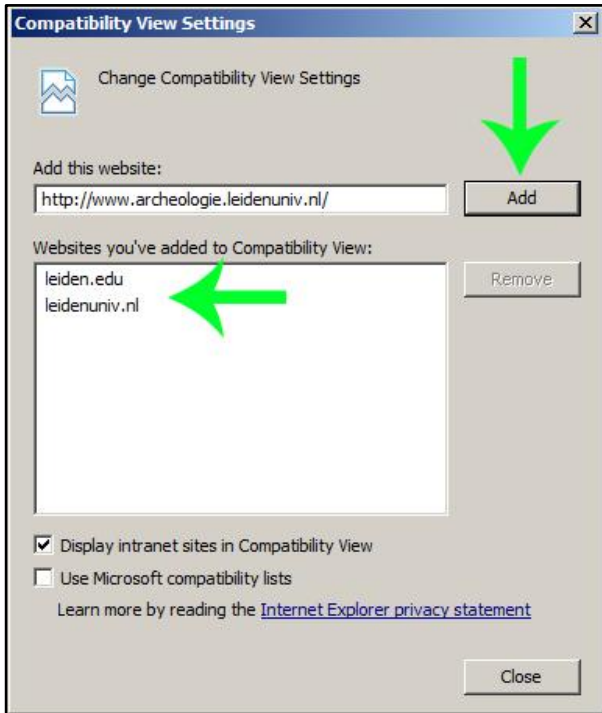 Compatibility View Settings
Change Compatibility View Settings
Add this website:
http://www.archeologie.leidenuniv.nl/
Add
Websites you've added to Compatibility View:
leiden.edu
leidenuniv.nl
Remove
Display intranet sites in Compatibility View
Use Microsoft compatibility lists
Learn more by reading the Internet Explorer privacy statement
Close